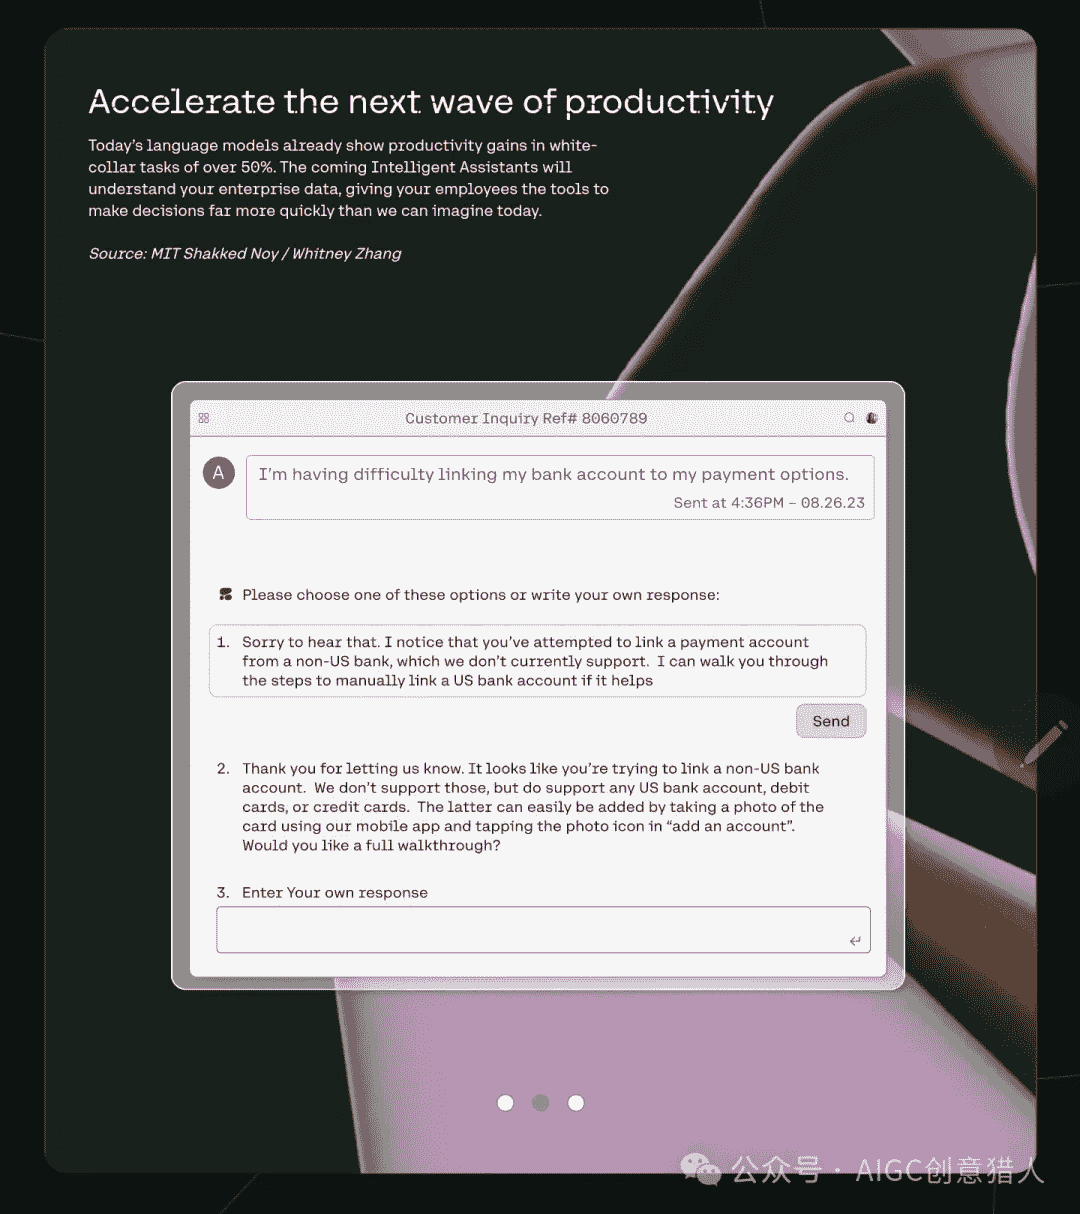 Accelerate the next wave of productivity
Today's language models already show productivity gains in white-
collar tasks of over 50%. The coming Intelligent Assistants will
understand your enterprise data, giving your employees the tools to
make decisions far more quickly than we can imagine today.
Source: MIT Shakked Noy / Whitney Zhang
Customer Inquiry Ref# 8060789
A
I'm having difficulty linking my bank account to my payment options.
Sent at 4:36PM – 08.26.23
Please choose one of these options or write your own response:
1. Sorry to hear that. I notice that you've attempted to link a payment account
from a non-US bank, which we don't currently support. I can walk you through
the steps to manually link a US bank account if it helps
Send
2. Thank you for letting us know. It looks like you're trying to link a non-US bank
account. We don't support those, but do support any US bank account, debit
cards, or credit cards. The latter can easily be added by taking a photo of the
card using our mobile app and tapping the photo icon in “add an account”.
Would you like a full walkthrough?
3. Enter Your own response
公众号 · AIGC创意猎人